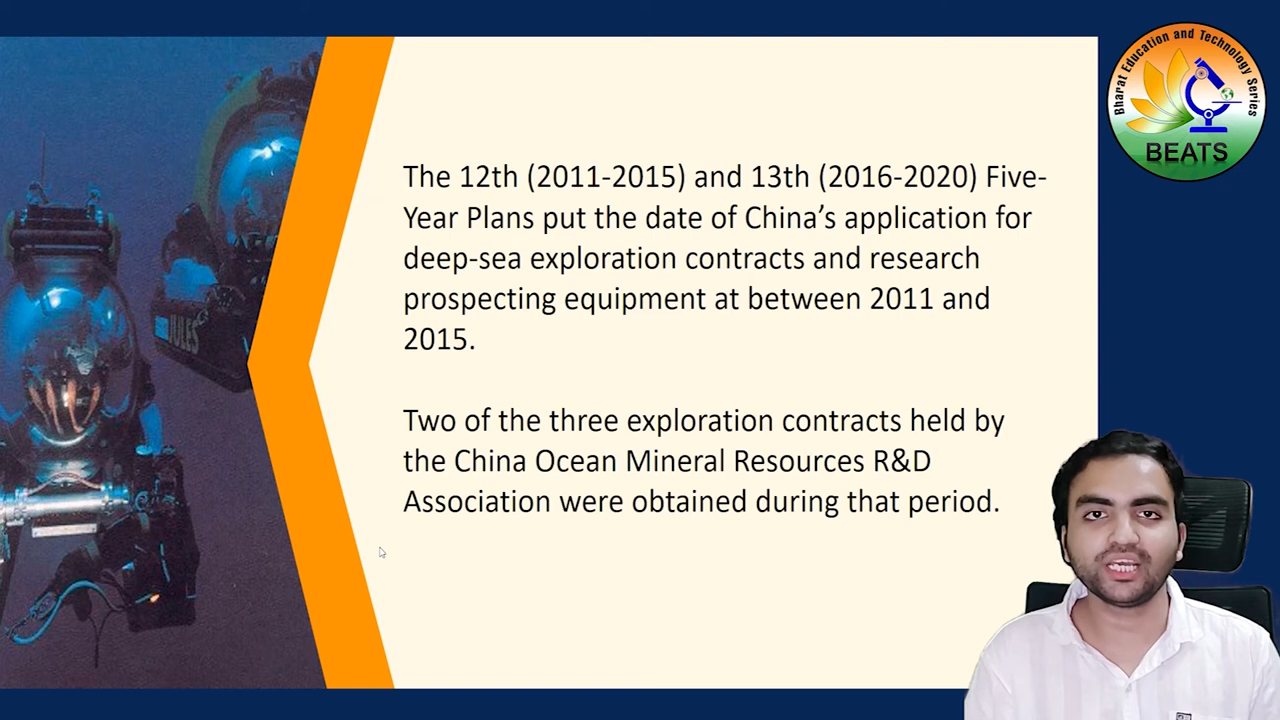 Bharat Education and Technology Series
BEATS
The 12th (2011-2015) and 13th (2016-2020) Five-
Year Plans put the date of China’s application for
deep-sea exploration contracts and research
prospecting equipment at between 2011 and
2015.
Two of the three exploration contracts held by
the China Ocean Mineral Resources R&D
Association were obtained during that period.
JULES